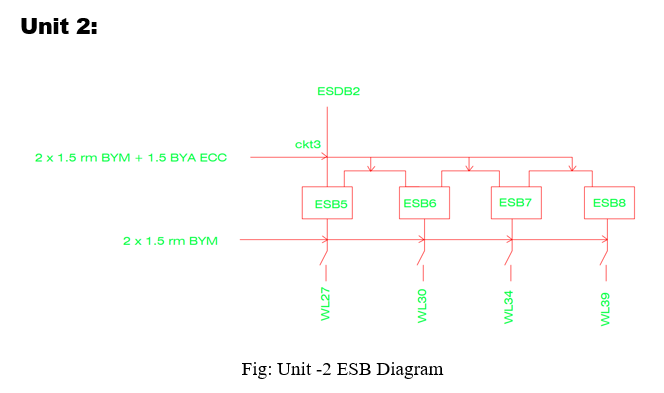 Unit 2:
ESDB2
ckt3
2 x 1.5 rm BYM + 1.5 BYA ECC
ESB5
ESB6
ESB7
ESB8
2 x 1.5 rm BYM
WL27
WL30
WL34
WL39
Fig: Unit -2 ESB Diagram